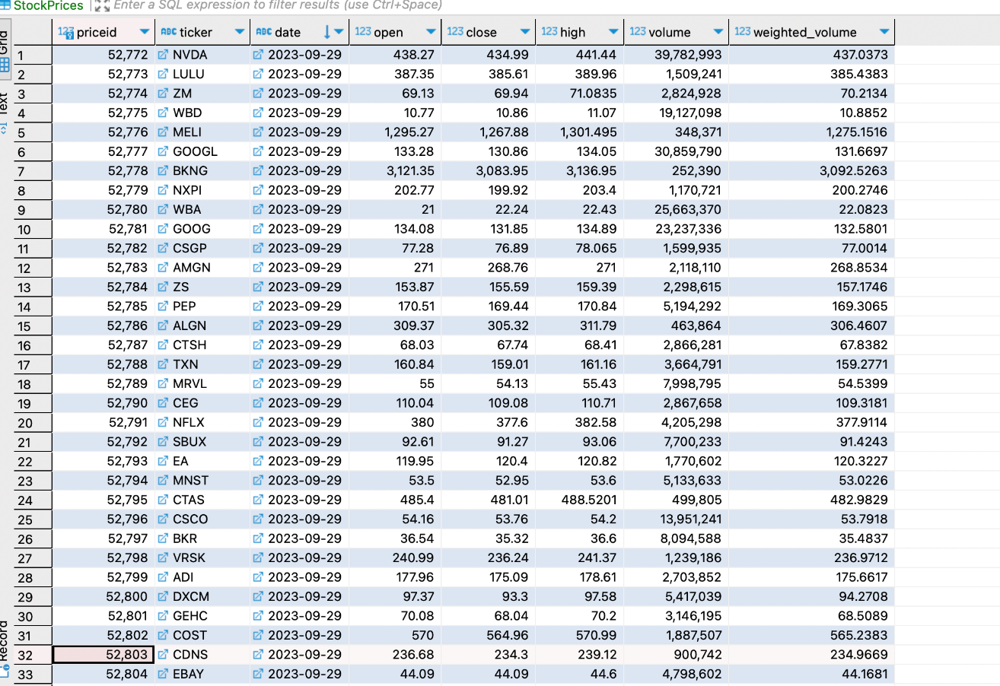 StockPrices Enter a SQL expression to filter results (use Ctrl+Space)
Grid
Text
Record
123 priceid ABC ticker ABC date 123 open 123 close 123 high 123 volume 123 weighted_volume
1 52,772 NVDA 2023-09-29 438.27 434.99 441.44 39,782,993 437.0373
2 52,773 LULU 2023-09-29 387.35 385.61 389.96 1,509,241 385.4383
3 52,774 ZM 2023-09-29 69.13 69.94 71.0835 2,824,928 70.2134
4 52,775 WBD 2023-09-29 10.77 10.86 11.07 19,127,098 10.8852
5 52,776 MELI 2023-09-29 1,295.27 1,267.88 1,301.495 348,371 1,275.1516
6 52,777 GOOGL 2023-09-29 133.28 130.86 134.05 30,859,790 131.6697
7 52,778 BKNG 2023-09-29 3,121.35 3,083.95 3,136.95 252,390 3,092.5263
8 52,779 NXPI 2023-09-29 202.77 199.92 203.4 1,170,721 200.2746
9 52,780 WBA 2023-09-29 21 22.24 22.43 25,663,370 22.0823
10 52,781 GOOG 2023-09-29 134.08 131.85 134.89 23,237,336 132.5801
11 52,782 CSGP 2023-09-29 77.28 76.89 78.065 1,599,935 77.0014
12 52,783 AMGN 2023-09-29 271 268.76 271 2,118,110 268.8534
13 52,784 ZS 2023-09-29 153.87 155.59 159.39 2,298,615 157.1746
14 52,785 PEP 2023-09-29 170.51 169.44 170.84 5,194,292 169.3065
15 52,786 ALGN 2023-09-29 309.37 305.32 311.79 463,864 306.4607
16 52,787 CTSH 2023-09-29 68.03 67.74 68.41 2,866,281 67.8382
17 52,788 TXN 2023-09-29 160.84 159.01 161.16 3,664,791 159.2771
18 52,789 MRVL 2023-09-29 55 54.13 55.43 7,998,795 54.5399
19 52,790 CEG 2023-09-29 110.04 109.08 110.71 2,867,658 109.3181
20 52,791 NFLX 2023-09-29 380 377.6 382.58 4,205,298 377.9114
21 52,792 SBUX 2023-09-29 92.61 91.27 93.06 7,700,233 91.4243
22 52,793 EA 2023-09-29 119.95 120.4 120.82 1,770,602 120.3227
23 52,794 MNST 2023-09-29 53.5 52.95 53.6 5,133,633 53.0226
24 52,795 CTAS 2023-09-29 485.4 481.01 488.5201 499,805 482.9829
25 52,796 CSCO 2023-09-29 54.16 53.76 54.2 13,951,241 53.7918
26 52,797 BKR 2023-09-29 36.54 35.32 36.6 8,094,588 35.4837
27 52,798 VRSK 2023-09-29 240.99 236.24 241.37 1,239,186 236.9712
28 52,799 ADI 2023-09-29 177.96 175.09 178.61 2,703,852 175.6617
29 52,800 DXCM 2023-09-29 97.37 93.3 97.58 5,417,039 94.2708
30 52,801 GEHC 2023-09-29 70.08 68.04 70.2 3,146,195 68.5089
31 52,802 COST 2023-09-29 570 564.96 570.99 1,887,507 565.2383
32 52,803 CDNS 2023-09-29 236.68 234.3 239.12 900,742 234.9669
33 52,804 EBAY 2023-09-29 44.09 44.09 44.6 4,798,602 44.1681